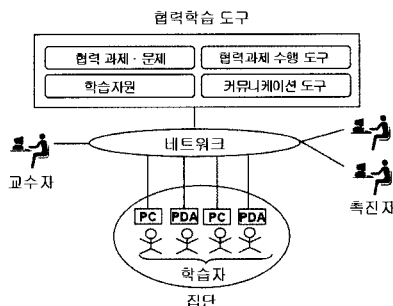 협력학습 도구
협력 과제 · 문제
협력과제 수행 도구
학습자원
커뮤니케이션 도구
네트워크
교수자
촉진자
PC PDA PC PDA
학습자
집단